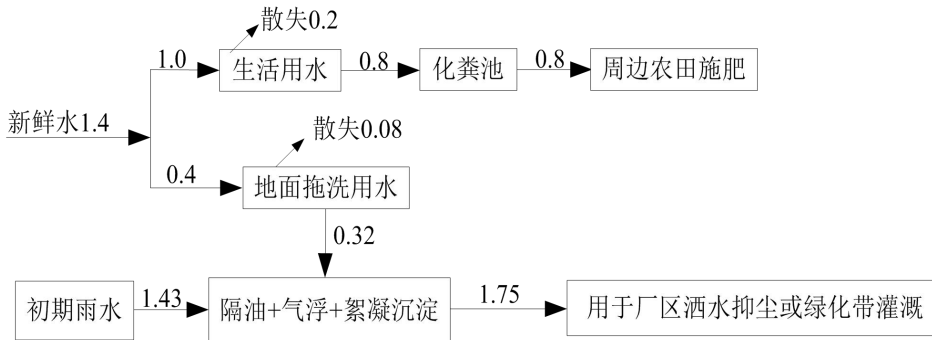 散失0.2
1.0
生活用水
0.8
化粪池
0.8
周边农田施肥
新鲜水1.4
散失0.08
0.4
地面拖洗用水
0.32
初期雨水
1.43
隔油+气浮+絮凝沉淀
1.75
用于厂区洒水抑尘或绿化带灌溉